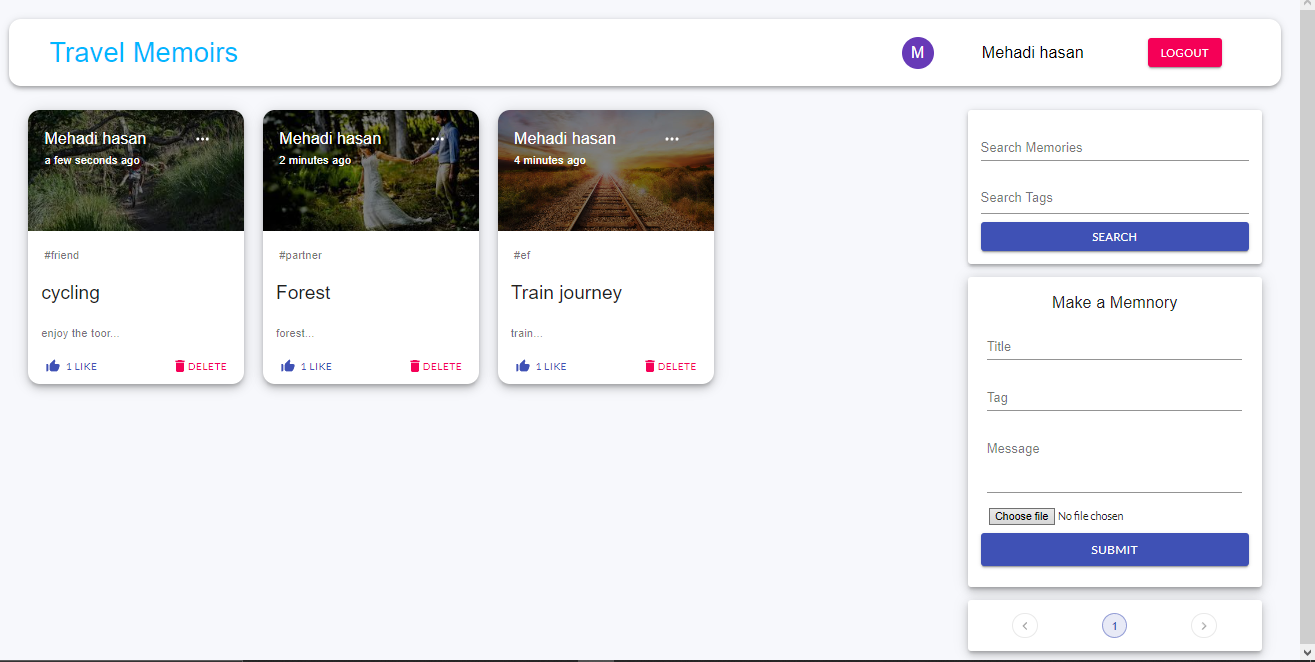 Travel Memoirs
M
Mehadi hasan
LOGOUT
Mehadi hasan
a few seconds ago
#friend
cycling
enjoy the toor...
1 LIKE
DELETE
Mehadi hasan
2 minutes ago
#partner
Forest
forest...
1 LIKE
DELETE
Mehadi hasan
4 minutes ago
#ef
Train journey
train...
1 LIKE
DELETE
Search Memories
Search Tags
SEARCH
Make a Memnory
Title
Tag
Message
Choose file No file chosen
SUBMIT
1